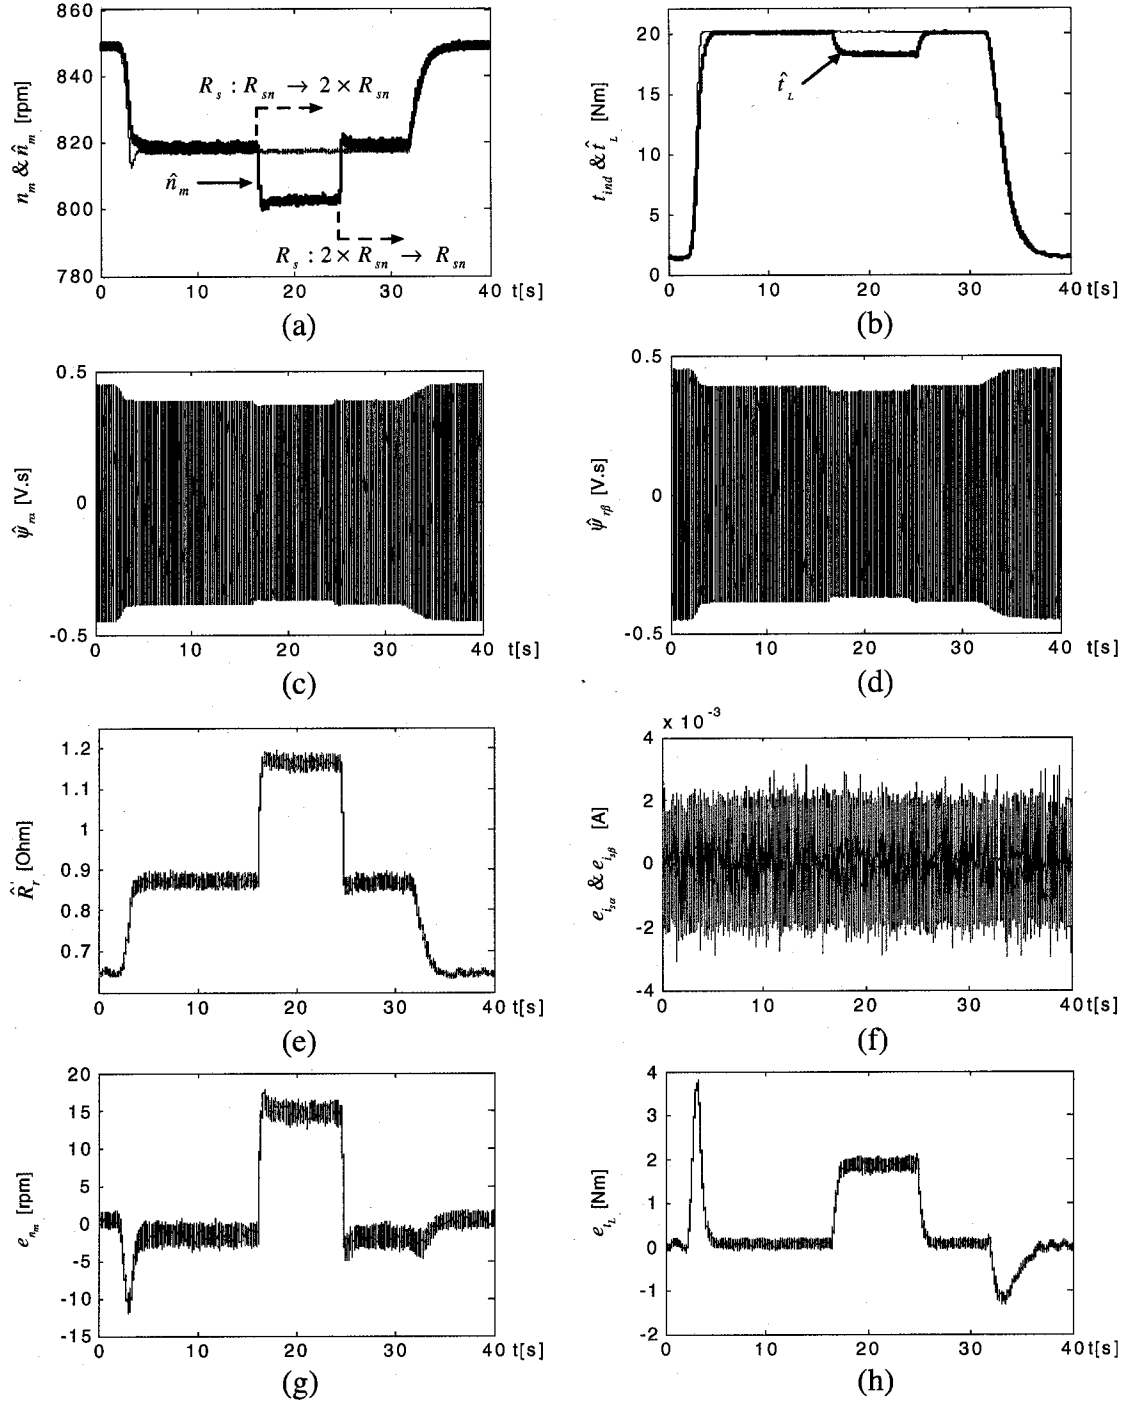 860
840
820
800
780
n_m & n̂_m [rpm]
R_s : R_sn → 2 × R_sn
n̂_m
R_s : 2 × R_sn → R_sn
0 10 20 30 40 t[s]
(a)
20
15
10
5
0
t_ind & t̂_L [Nm]
t̂_L
0 10 20 30 40 t[s]
(b)
0.5
0
-0.5
ψ̂_rα [V.s]
0 10 20 30 40 t[s]
(c)
0.5
0
-0.5
ψ̂_rβ [V.s]
0 10 20 30 40 t[s]
(d)
1.2
1.1
1
0.9
0.8
0.7
R̂'_r [Ohm]
0 10 20 30 40 t[s]
(e)
x 10^-3
4
2
0
-2
-4
e_isα & e_isβ [A]
0 10 20 30 40 t[s]
(f)
20
15
10
5
0
-5
-10
-15
e_nm [rpm]
0 10 20 30 40 t[s]
(g)
4
3
2
1
0
-1
-2
e_tL [Nm]
0 10 20 30 40 t[s]
(h)